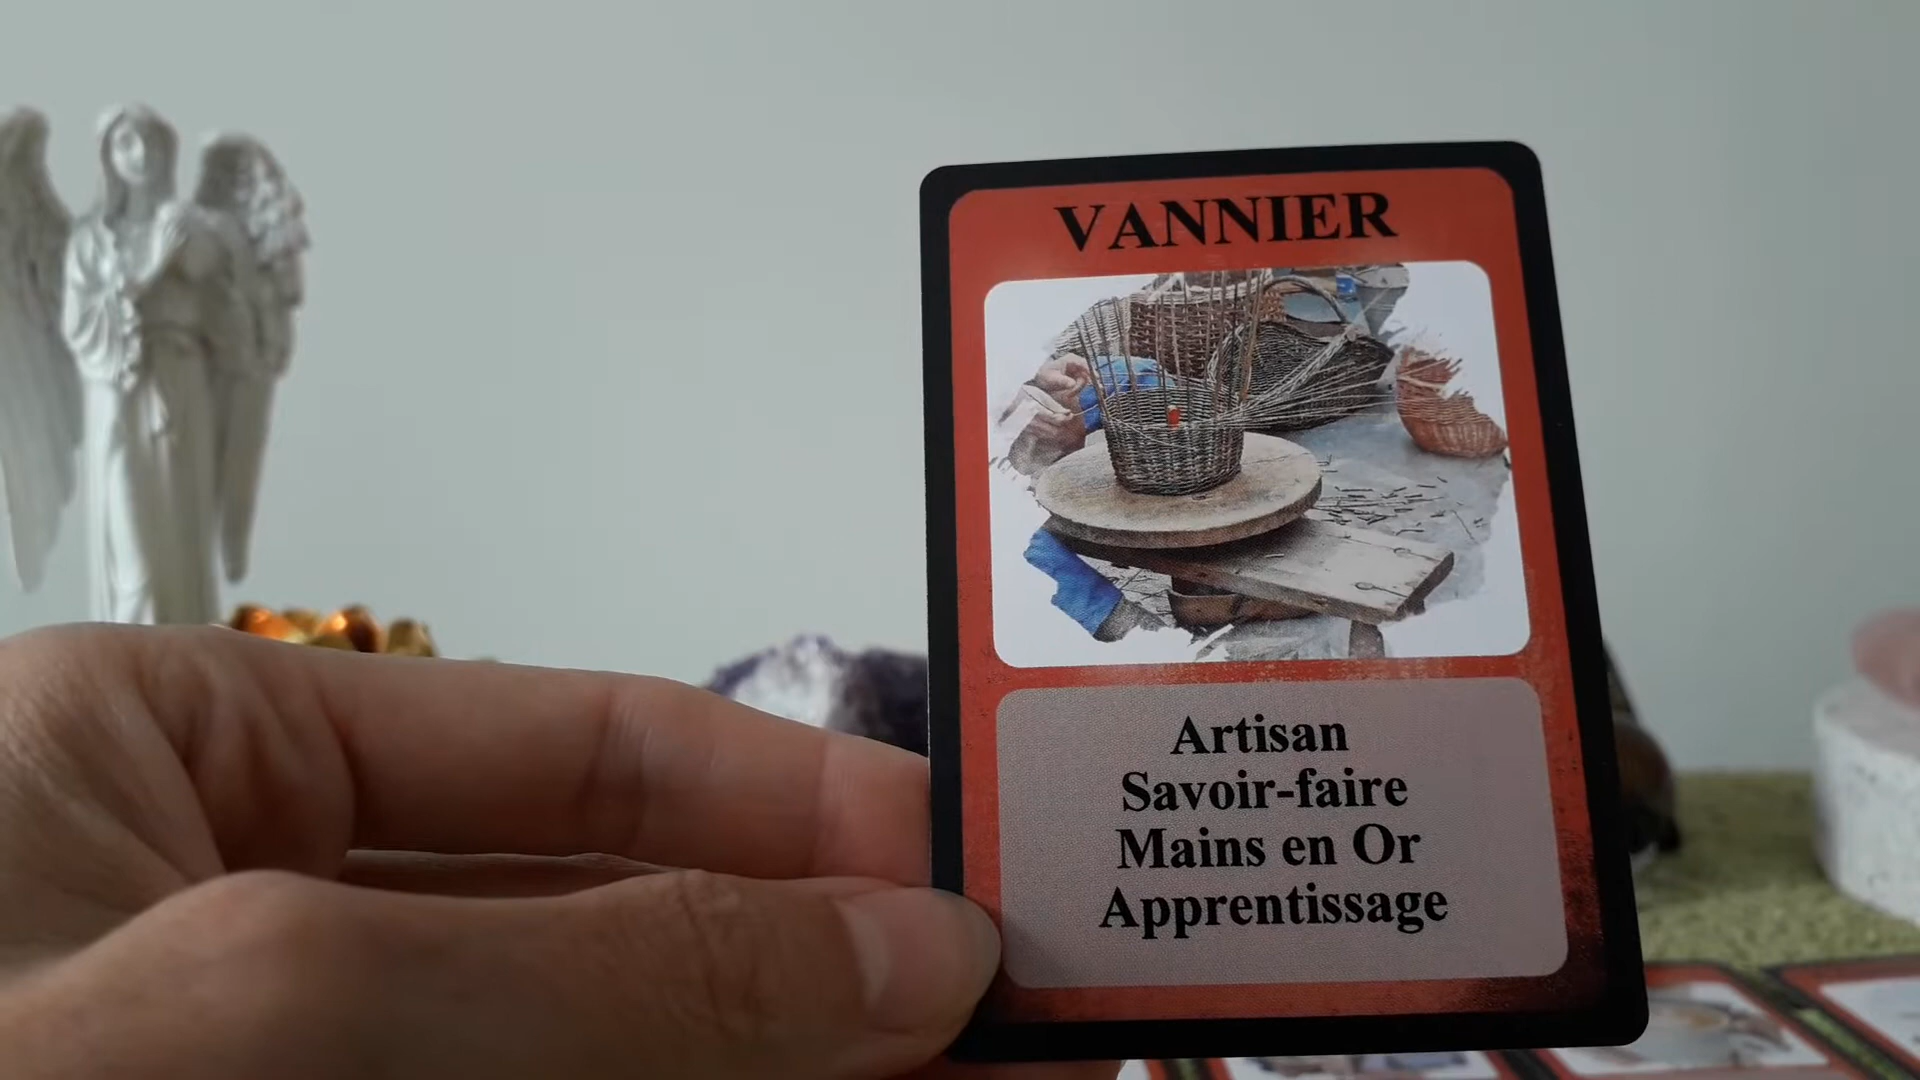 VANNIER
Artisan
Savoir-faire
Mains en Or
Apprentissage